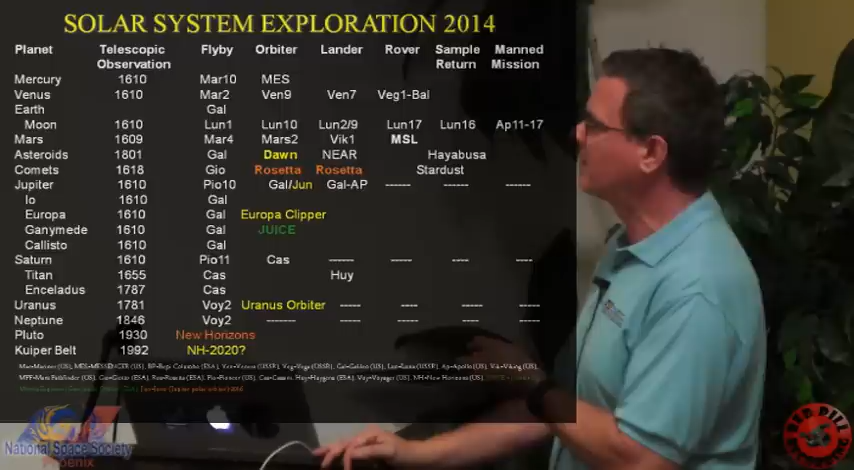 SOLAR SYSTEM EXPLORATION 2014
Planet Telescopic Observation Flyby Orbiter Lander Rover Sample Return Manned Mission
Mercury 1610 Mar10 MES
Venus 1610 Mar2 Ven9 Ven7 Veg1-Bal
Earth Gal
Moon 1610 Lun1 Lun10 Lun2/9 Lun17 Lun16 Ap11-17
Mars 1609 Mar4 Mars2 Vik1 MSL
Asteroids 1801 Gal Dawn NEAR Hayabusa
Comets 1618 Gio Rosetta Rosetta Stardust
Jupiter 1610 Pio10 Gal/Jun Gal-AP ------ ------
Io 1610 Gal
Europa 1610 Gal Europa Clipper
Ganymede 1610 Gal JUICE
Callisto 1610 Gal
Saturn 1610 Pio11 Cas ------ ----- ---- -----
Titan 1655 Cas Huy
Enceladus 1787 Cas
Uranus 1781 Voy2 Uranus Orbiter ----- ---- ----- -----
Neptune 1846 Voy2 ------- ----- ----- ---- -----
Pluto 1930 New Horizons
Kuiper Belt 1992 NH-2020?
National Space Society
Phoenix
RED PILL